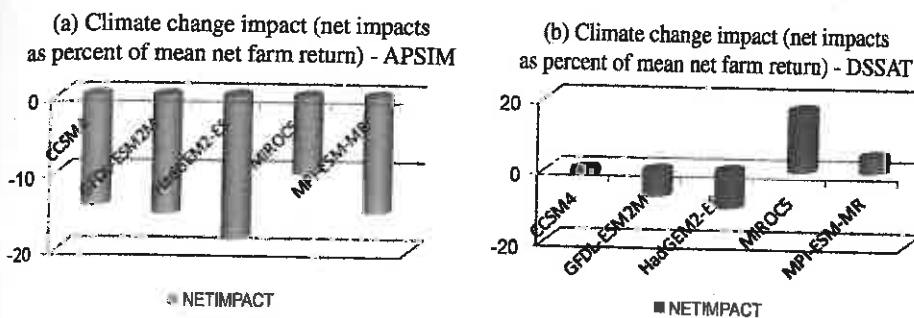 (a) Climate change impact (net impacts
as percent of mean net farm return) - APSIM
0
-10
-20
CCSM4
GFDL-ESM2M
HadGEM2-ES
MIROC5
MPI-ESM-MR
NETIMPACT
(b) Climate change impact (net impacts
as percent of mean net farm return) - DSSAT
20
0
-20
CCSM4
GFDL-ESM2M
HadGEM2-ES
MIROC5
MPI-ESM-MR
NETIMPACT